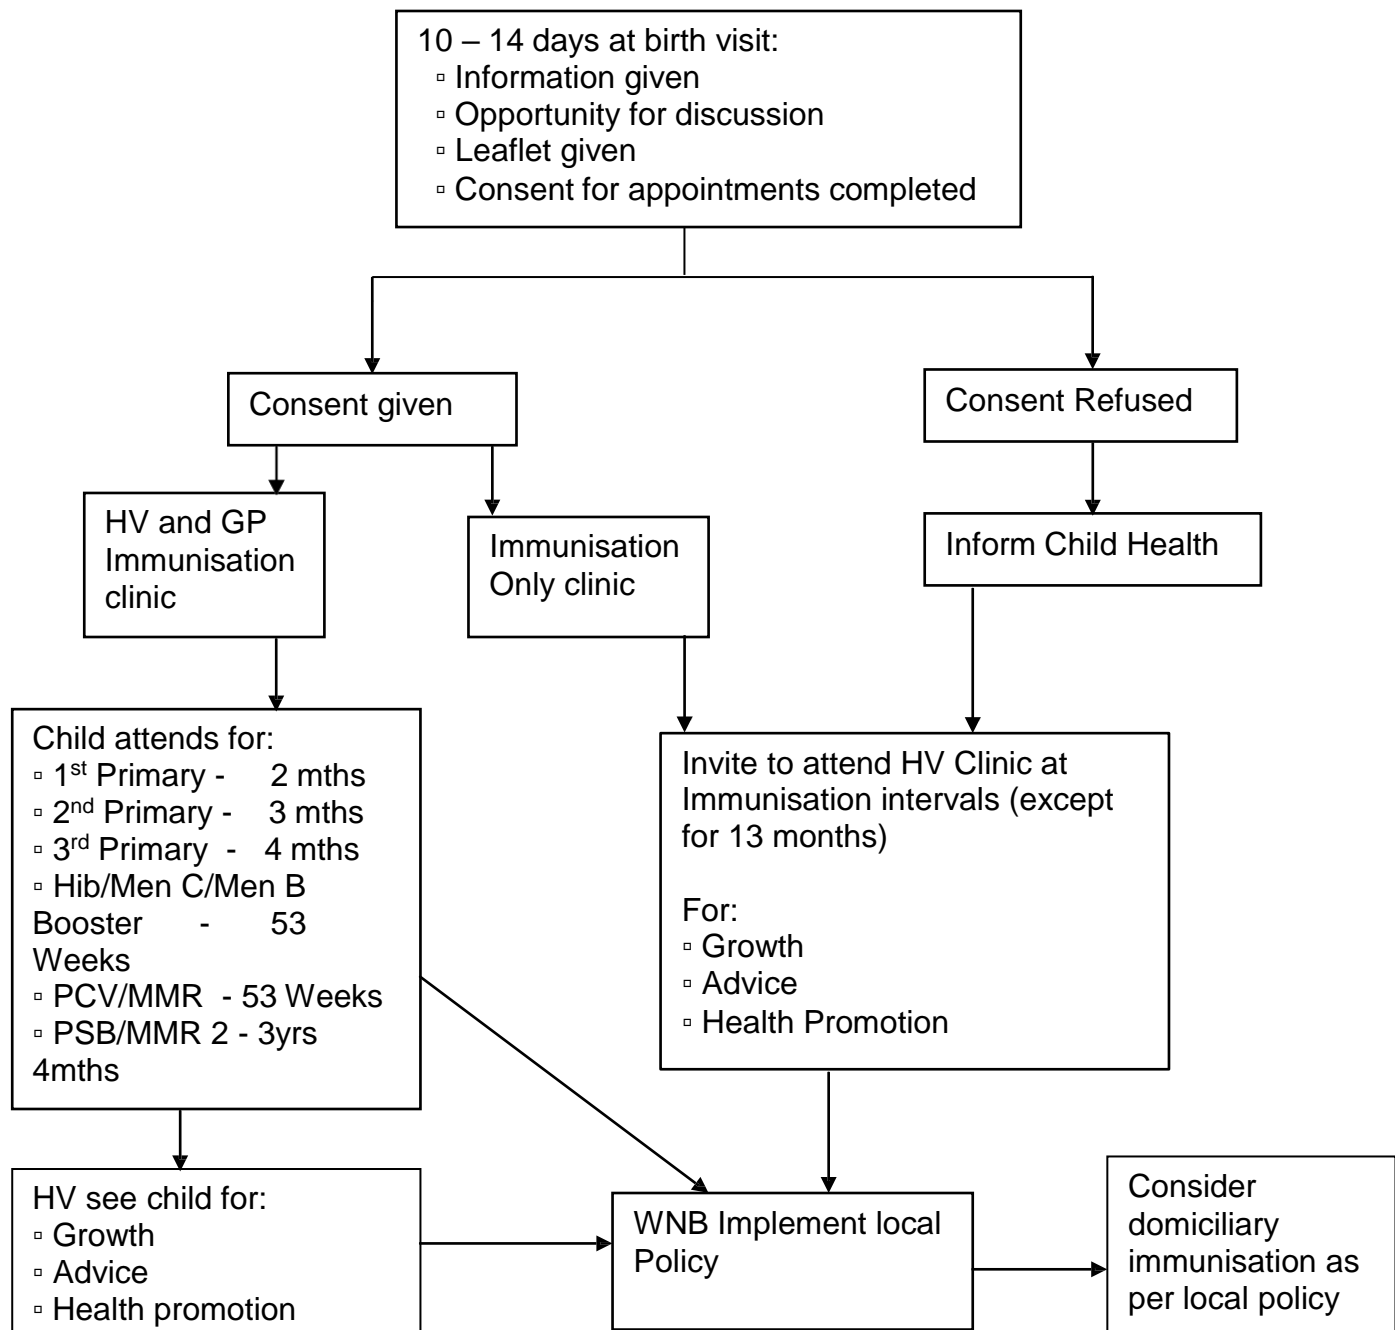 10 – 14 days at birth visit:
▫ Information given
▫ Opportunity for discussion
▫ Leaflet given
▫ Consent for appointments completed
Consent given
Consent Refused
HV and GP
Immunisation
clinic
Immunisation
Only clinic
Inform Child Health
Child attends for:
▫ 1st Primary - 2 mths
▫ 2nd Primary - 3 mths
▫ 3rd Primary - 4 mths
▫ Hib/Men C/Men B
Booster - 53
Weeks
▫ PCV/MMR - 53 Weeks
▫ PSB/MMR 2 - 3yrs
4mths
Invite to attend HV Clinic at
Immunisation intervals (except
for 13 months)
For:
▫ Growth
▫ Advice
▫ Health Promotion
HV see child for:
▫ Growth
▫ Advice
▫ Health promotion
WNB Implement local
Policy
Consider
domiciliary
immunisation as
per local policy